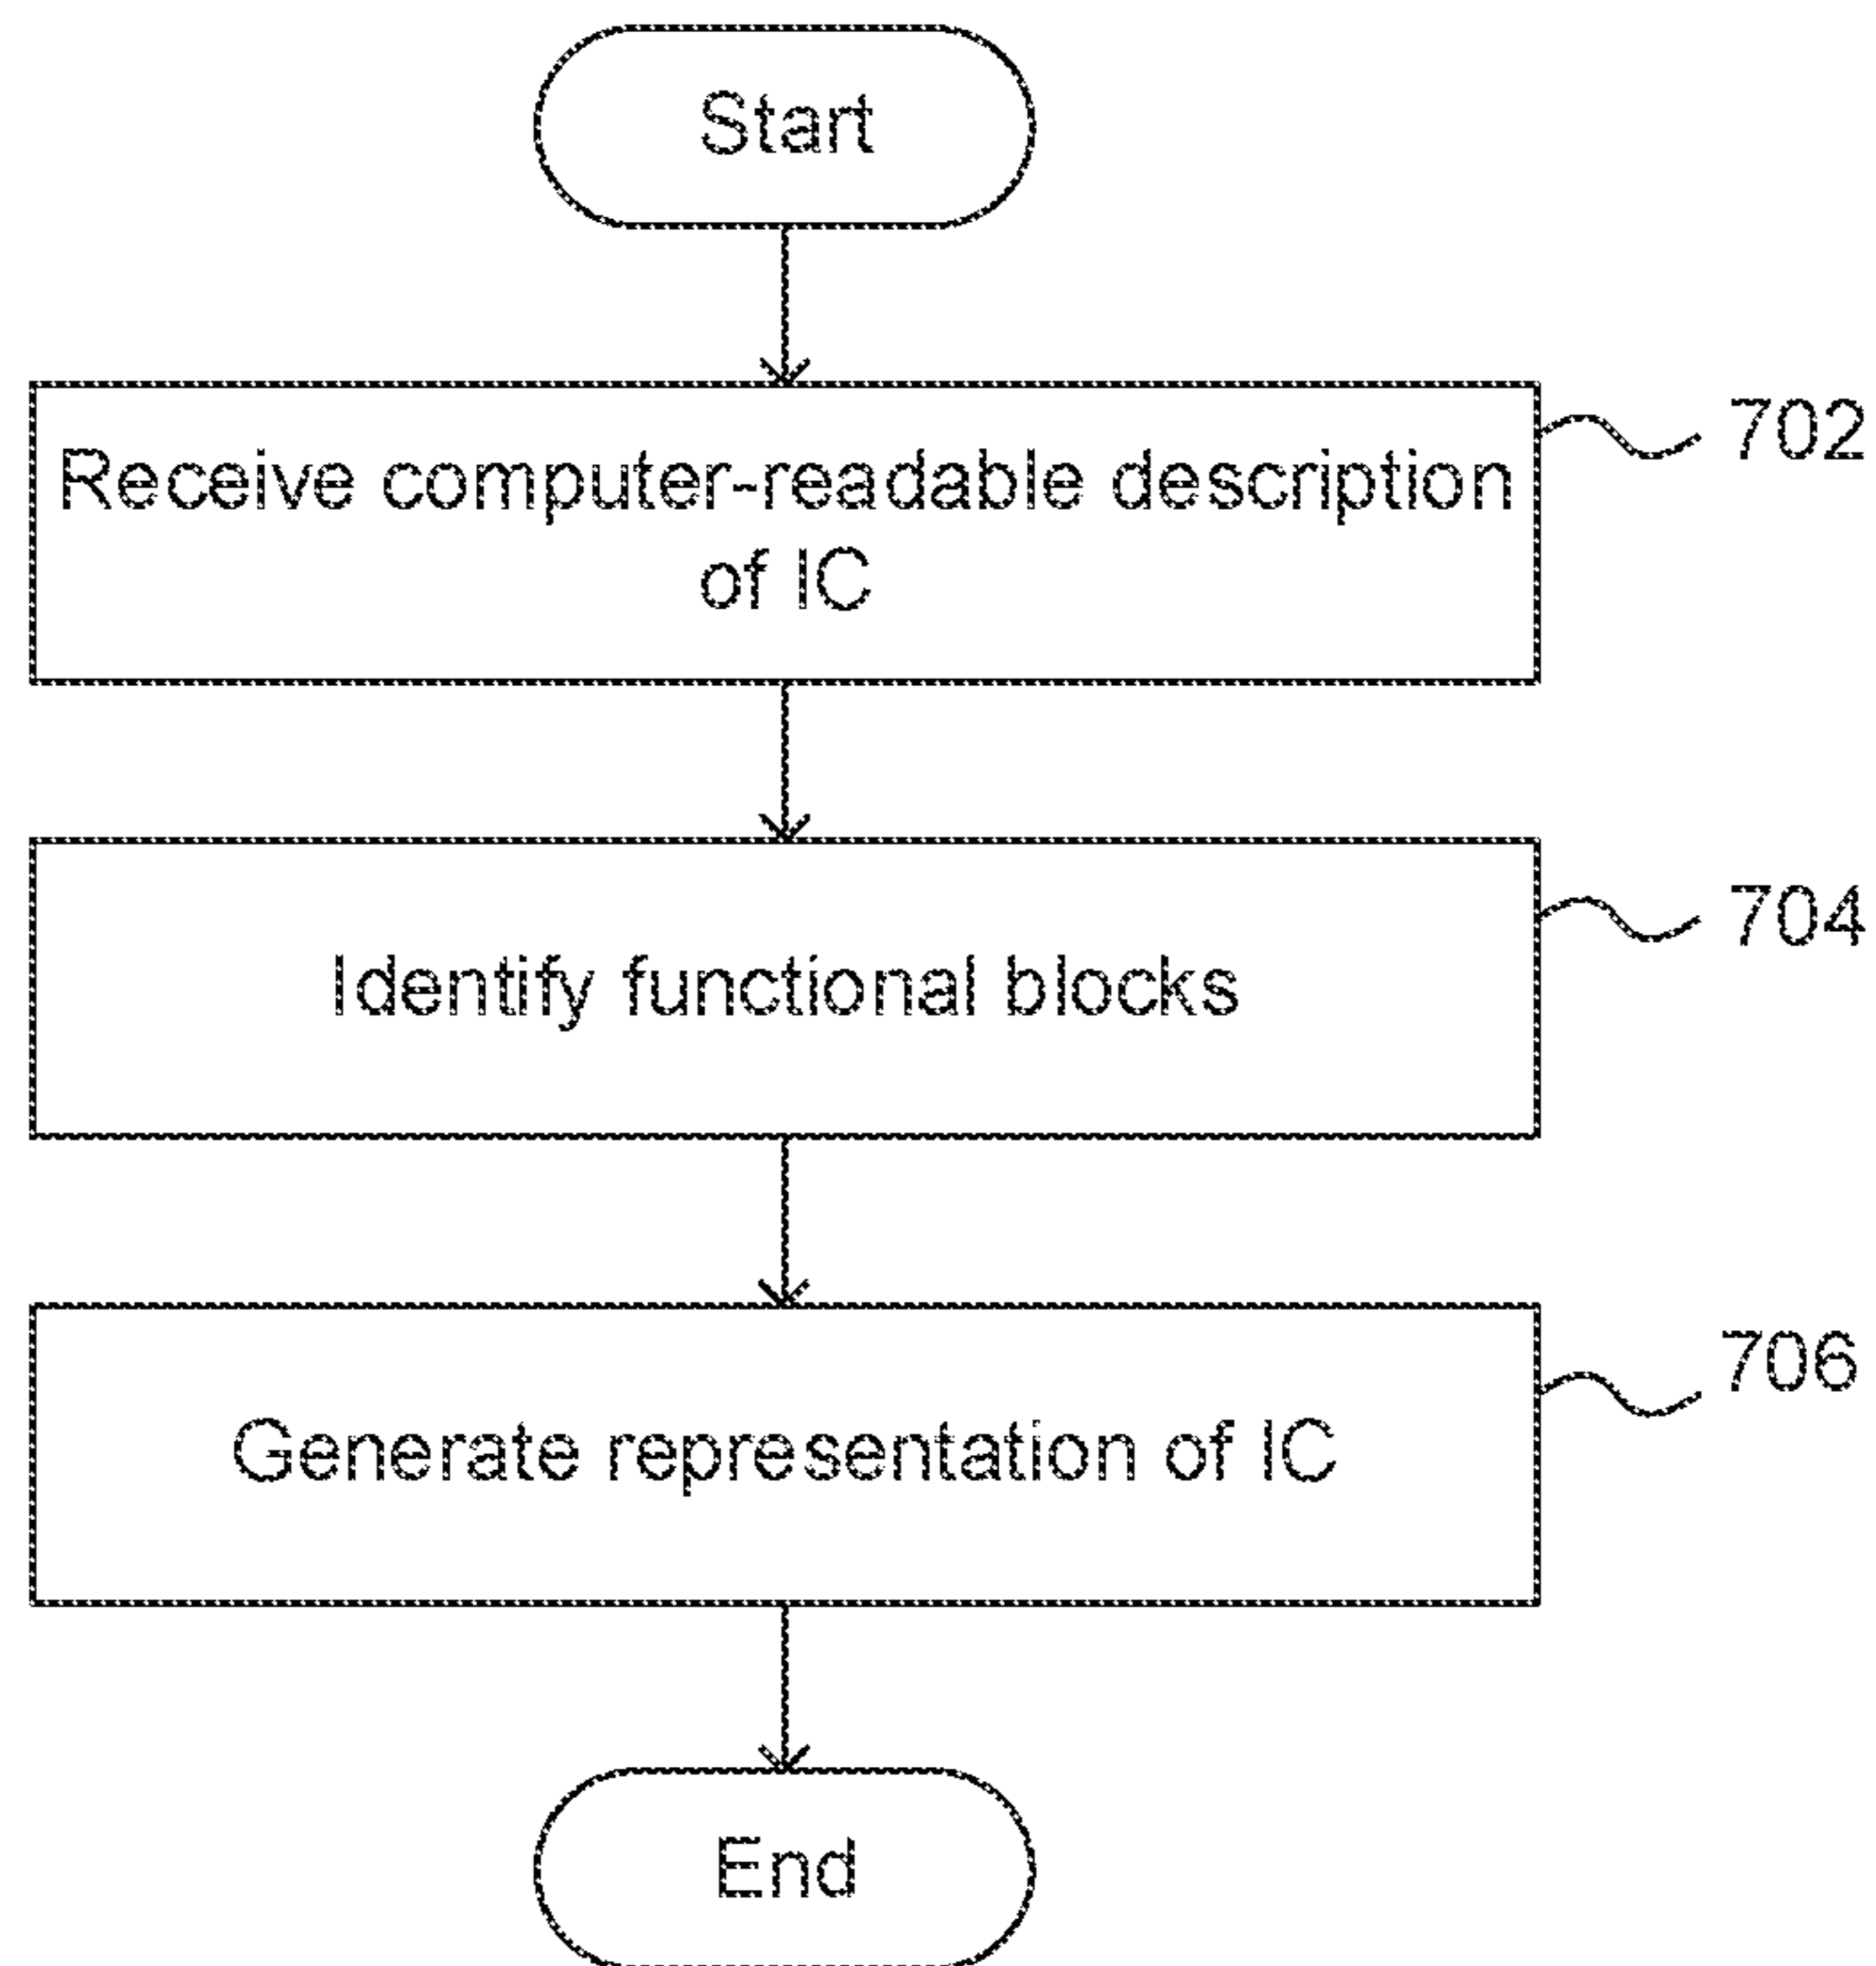 Start
Receive computer-readable description
of IC
702
Identify functional blocks
704
Generate representation of IC
706
End